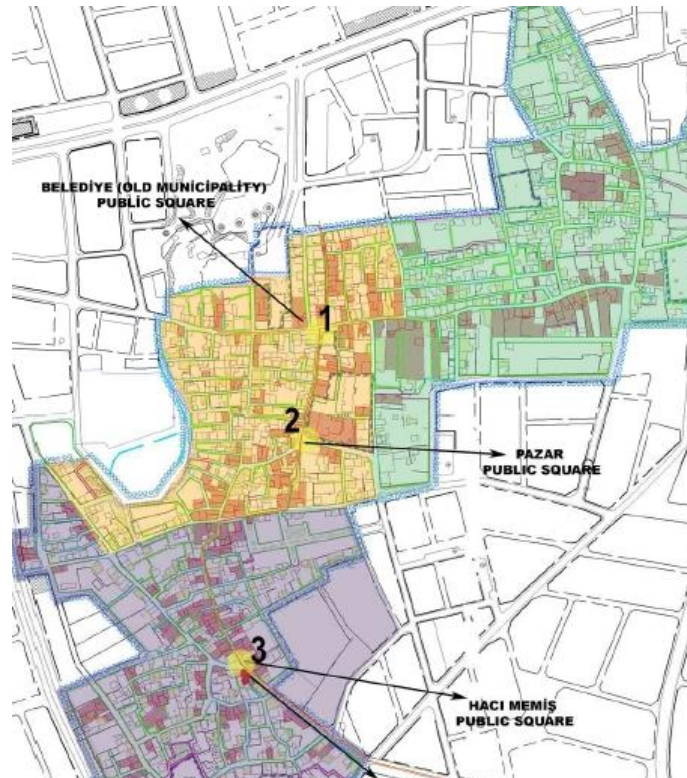 BELEDİYE (OLD MUNICIPALITY)
PUBLIC SQUARE
1
2
PAZAR
PUBLIC SQUARE
3
HACI MEMİŞ
PUBLIC SQUARE